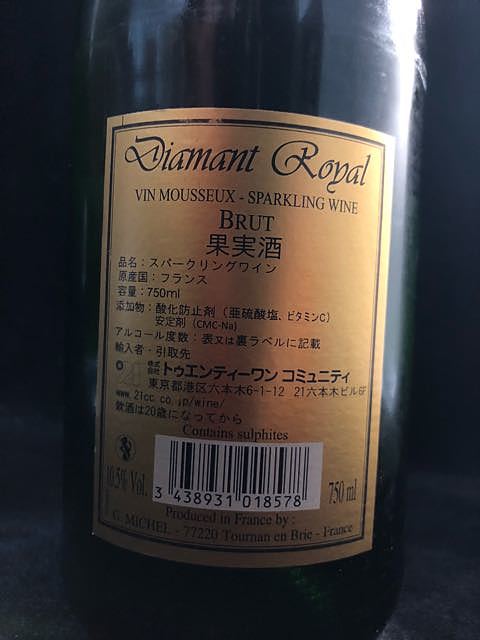 Diamant Royal
VIN MOUSSEUX - SPARKLING WINE
BRUT
果実酒
品名：スパークリングワイン
原産国：フランス
容量：750ml
添加物：酸化防止剤（亜硫酸塩、ビタミンC）
安定剤（CMC-Na）
アルコール度数：表又は裏ラベルに記載
輸入者・引取先
株式会社 トゥエンティーワン コミュニティ
東京都港区六本木6-1-12 21六本木ビル6F
www.21cc.co.jp/wine/
飲酒は20歳になってから
Contains sulphites
10.5% Vol.
3 438931 018578
750 ml
Produced in France by :
G. MICHEL - 77220 Tournan en Brie - France